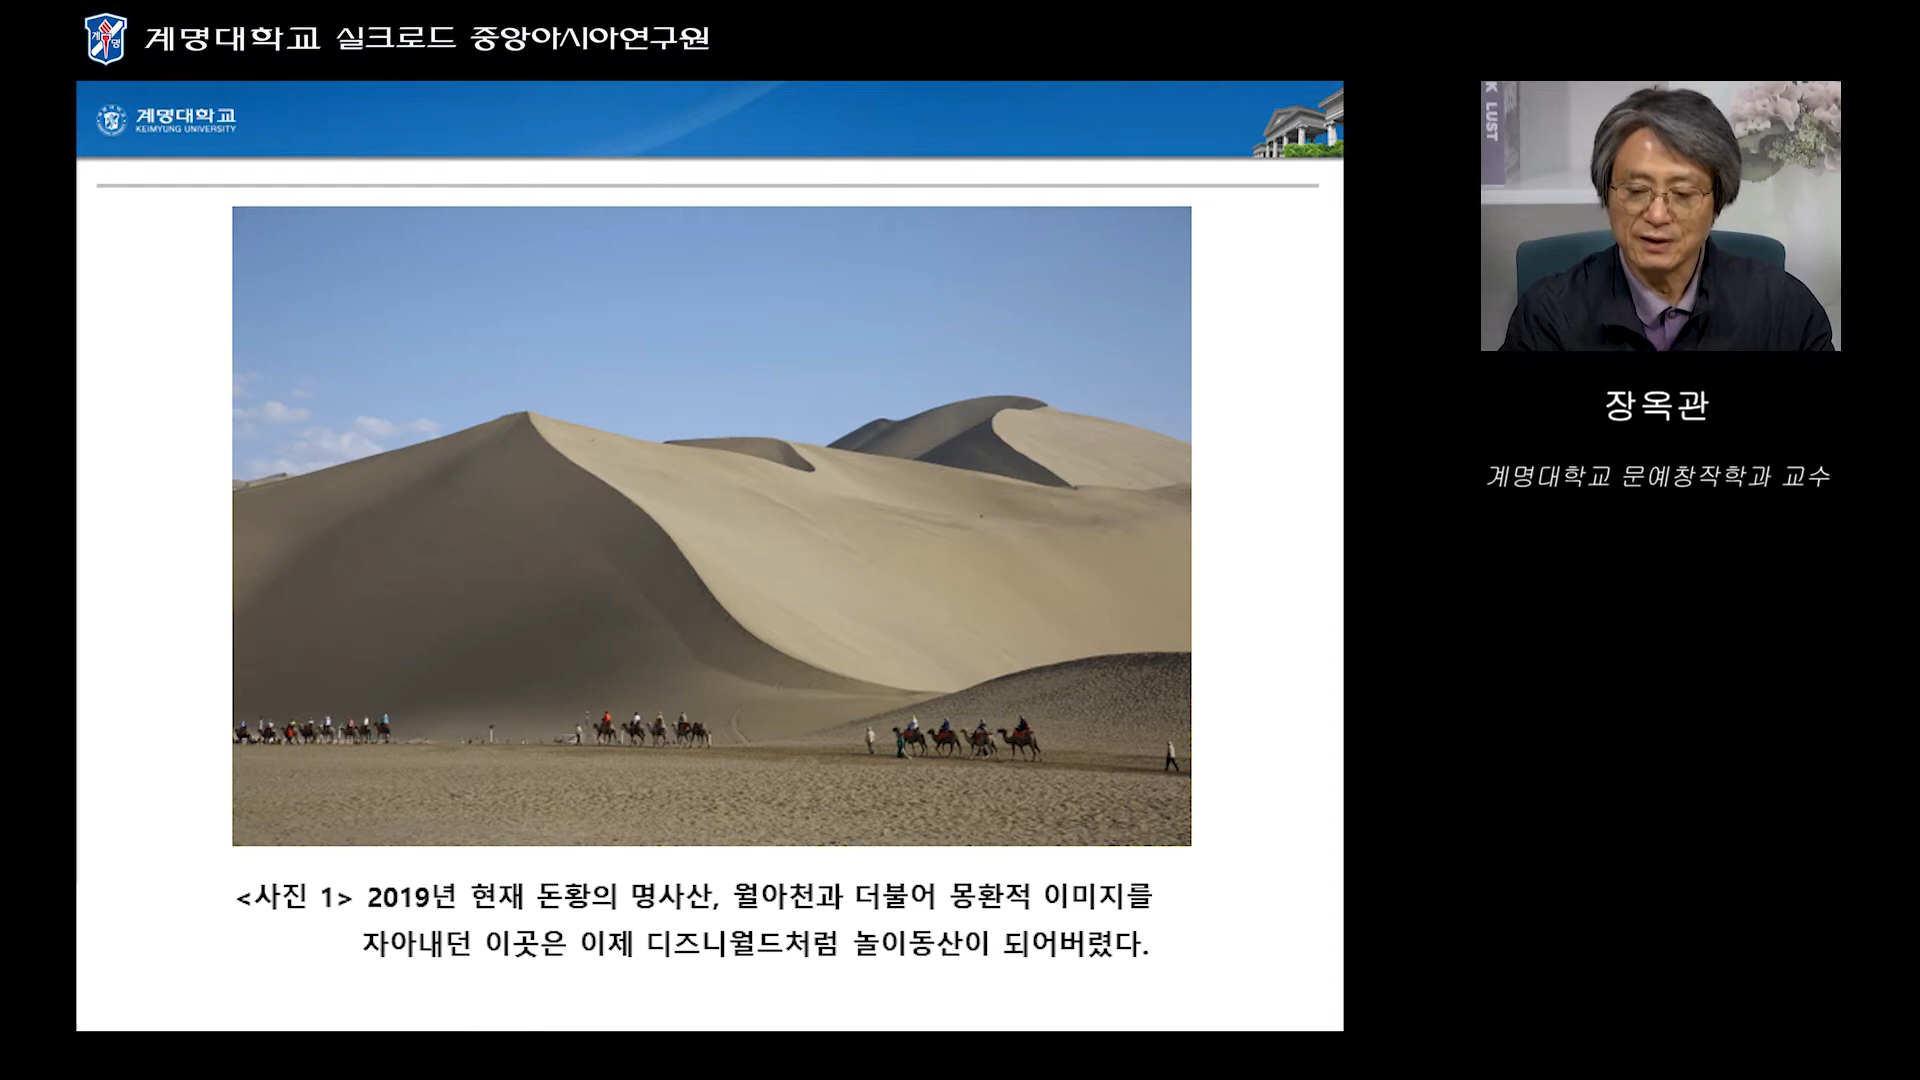 계명대학교 실크로드 중앙아시아연구원
계명대학교
KEIMYUNG UNIVERSITY
K LUST
장옥관
계명대학교 문예창작학과 교수
<사진 1> 2019년 현재 돈황의 명사산, 월아천과 더불어 몽환적 이미지를
자아내던 이곳은 이제 디즈니월드처럼 놀이동산이 되어버렸다.